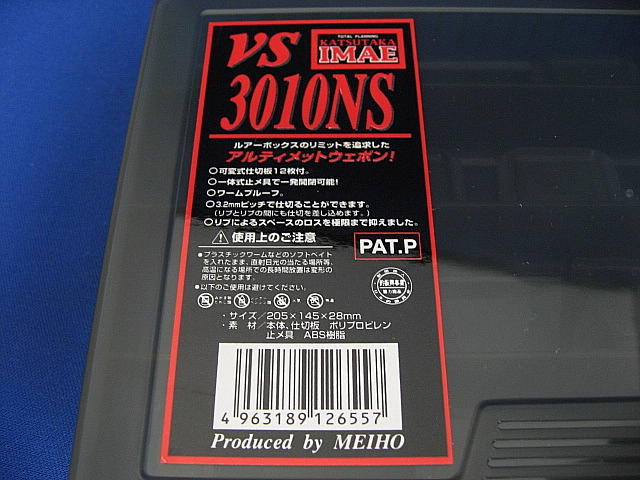 VS
TOTAL PLANNING
KATSUTAKA
IMAE
3010NS
ルアーボックスのリミットを追求した
アルティメットウェポン!
○可変式仕切板12枚付。
○一体式止メ具で一発開閉可能!
○ワームプルーフ。
○3.2mmピッチで仕切ることができます。
(リブとリブの間にも仕切を差し込めます。)
○リブによるスペースのロスを極限まで抑えました。
⚠使用上のご注意
PAT.P
●プラスチックワームなどのソフトベイト
を入れたまま、直射日光の当たる場所等、
高温になる場所での長時間放置は変形の
原因となります。
●以下のご使用は避けてください。
・サイズ/205×145×28mm
・素 材/本体、仕切板 ポリプロピレン
止メ具 ABS樹脂
4 963189 126557
Produced by MEIHO